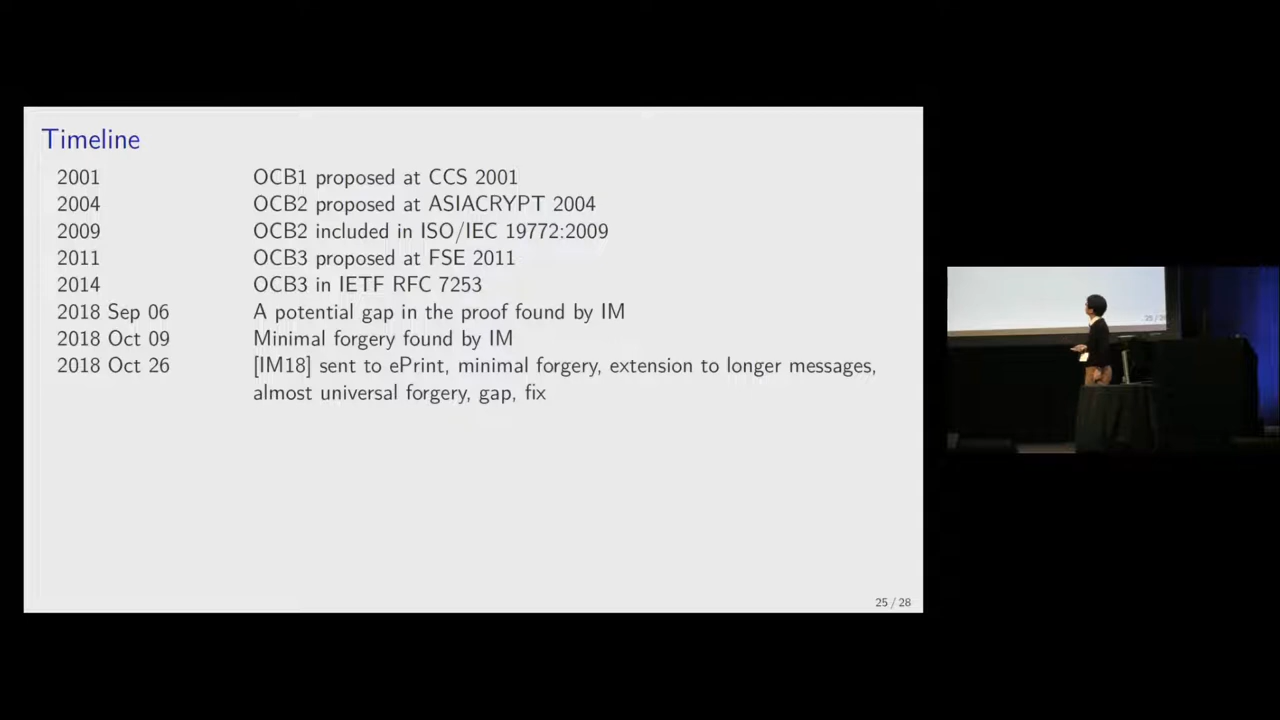 Timeline
2001 OCB1 proposed at CCS 2001
2004 OCB2 proposed at ASIACRYPT 2004
2009 OCB2 included in ISO/IEC 19772:2009
2011 OCB3 proposed at FSE 2011
2014 OCB3 in IETF RFC 7253
2018 Sep 06 A potential gap in the proof found by IM
2018 Oct 09 Minimal forgery found by IM
2018 Oct 26 [IM18] sent to ePrint, minimal forgery, extension to longer messages,
almost universal forgery, gap, fix
25 / 28
25 / 28